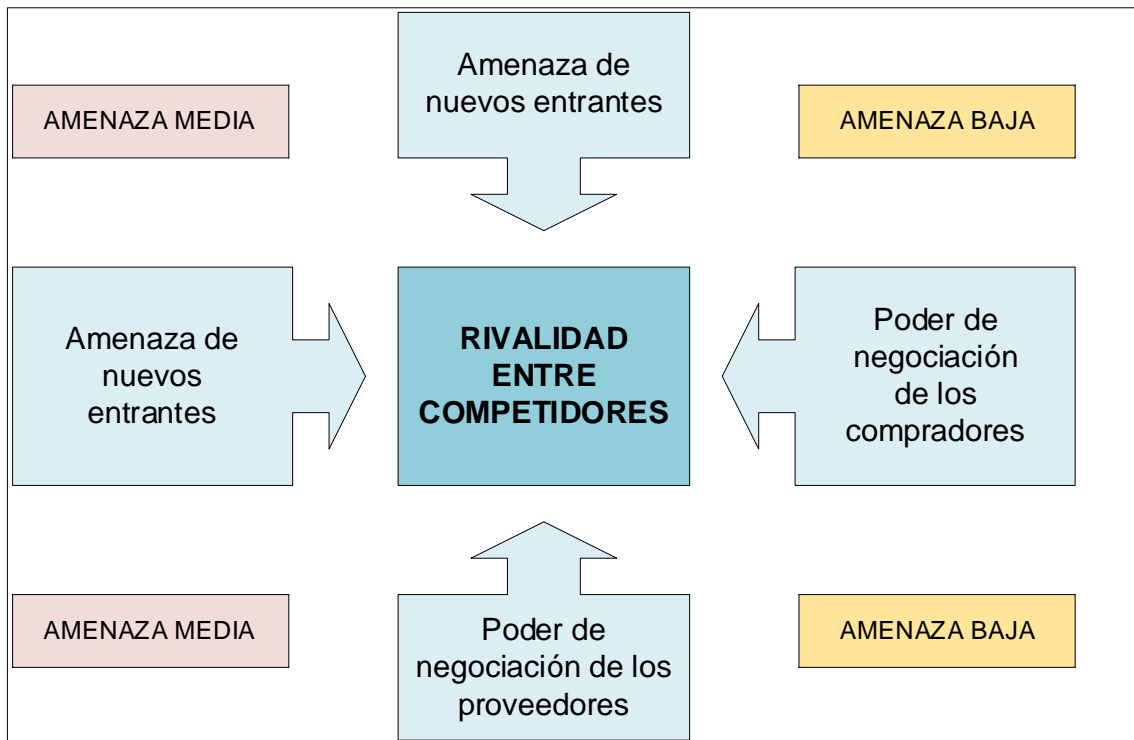 Amenaza de
nuevos entrantes
AMENAZA MEDIA
AMENAZA BAJA
Amenaza de
nuevos
entrantes
RIVALIDAD
ENTRE
COMPETIDORES
Poder de
negociación
de los
compradores
AMENAZA MEDIA
Poder de
negociación de los
proveedores
AMENAZA BAJA